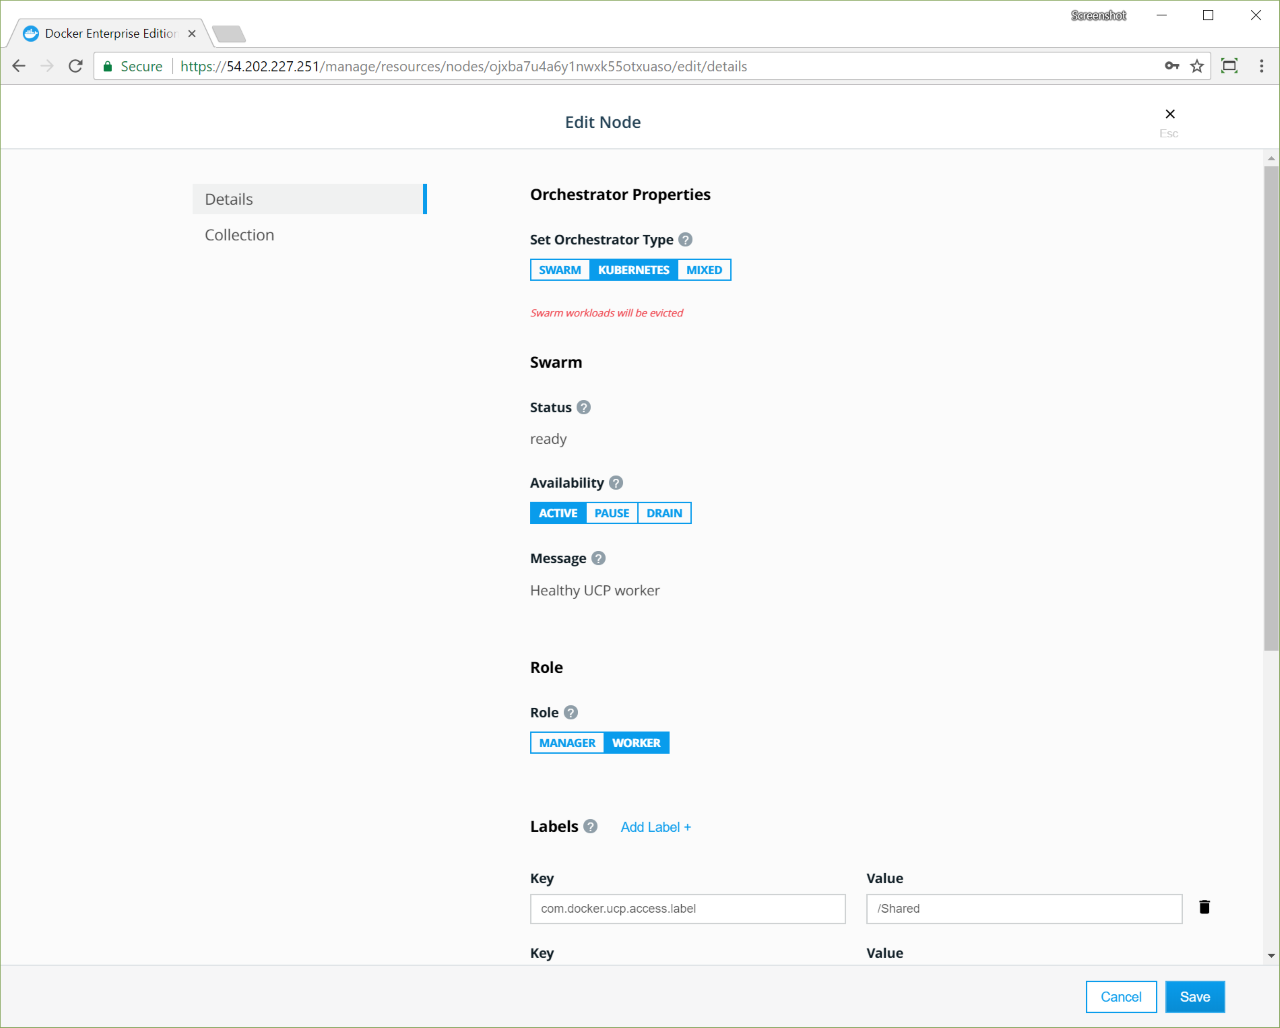 Screenshot
Docker Enterprise Edition
Secure https://54.202.227.251/manage/resources/nodes/ojxba7u4a6y1nwxk55otxuaso/edit/details
Edit Node
Esc
Details
Collection
Orchestrator Properties
Set Orchestrator Type ?
SWARM KUBERNETES MIXED
Swarm workloads will be evicted
Swarm
Status ?
ready
Availability ?
ACTIVE PAUSE DRAIN
Message ?
Healthy UCP worker
Role
Role ?
MANAGER WORKER
Labels ? Add Label +
Key Value
com.docker.ucp.access.label /Shared
Key Value
Cancel Save